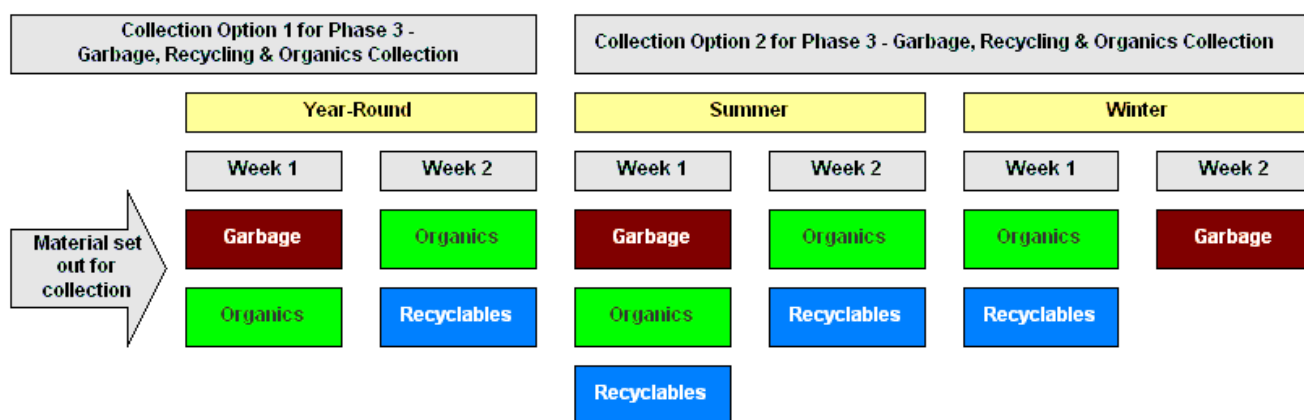 Collection Option 1 for Phase 3 -
Garbage, Recycling & Organics Collection
Collection Option 2 for Phase 3 - Garbage, Recycling & Organics Collection
Year-Round
Summer
Winter
Week 1
Week 2
Week 1
Week 2
Week 1
Week 2
Material set
out for
collection
Garbage
Organics
Garbage
Organics
Organics
Garbage
Organics
Recyclables
Organics
Recyclables
Recyclables
Recyclables